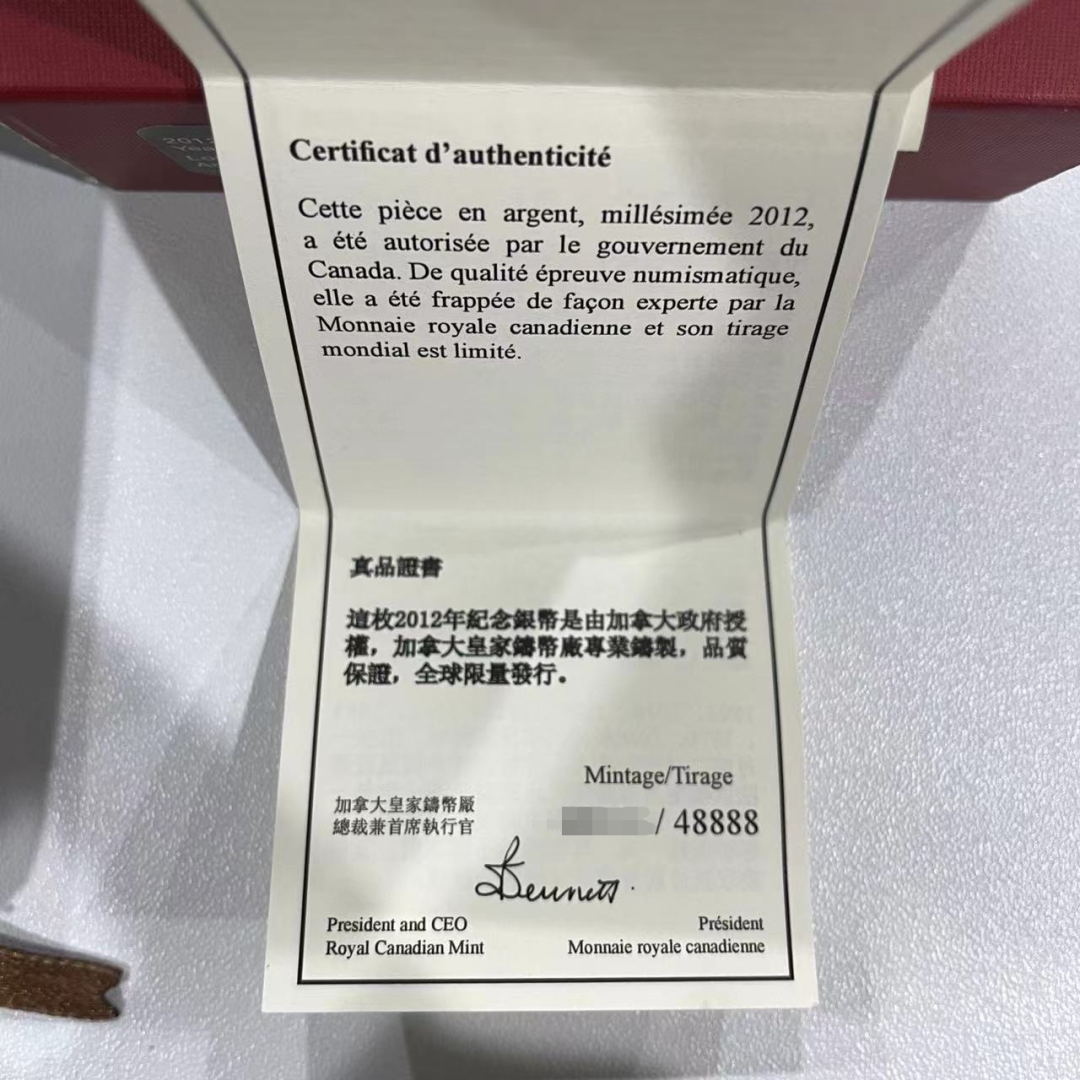 2012
Certificat d'authenticité
Cette pièce en argent, millésimée 2012,
a été autorisée par le gouvernement du
Canada. De qualité épreuve numismatique,
elle a été frappée de façon experte par la
Monnaie royale canadienne et son tirage
mondial est limité.
真品證書
這枚2012年紀念銀幣是由加拿大政府授
權，加拿大皇家鑄幣廠專業鑄製，品質
保證，全球限量發行。
Mintage/Tirage
/ 48888
加拿大皇家鑄幣厰
總裁兼首席執行官
Bennett
President and CEO
Royal Canadian Mint
Président
Monnaie royale canadienne